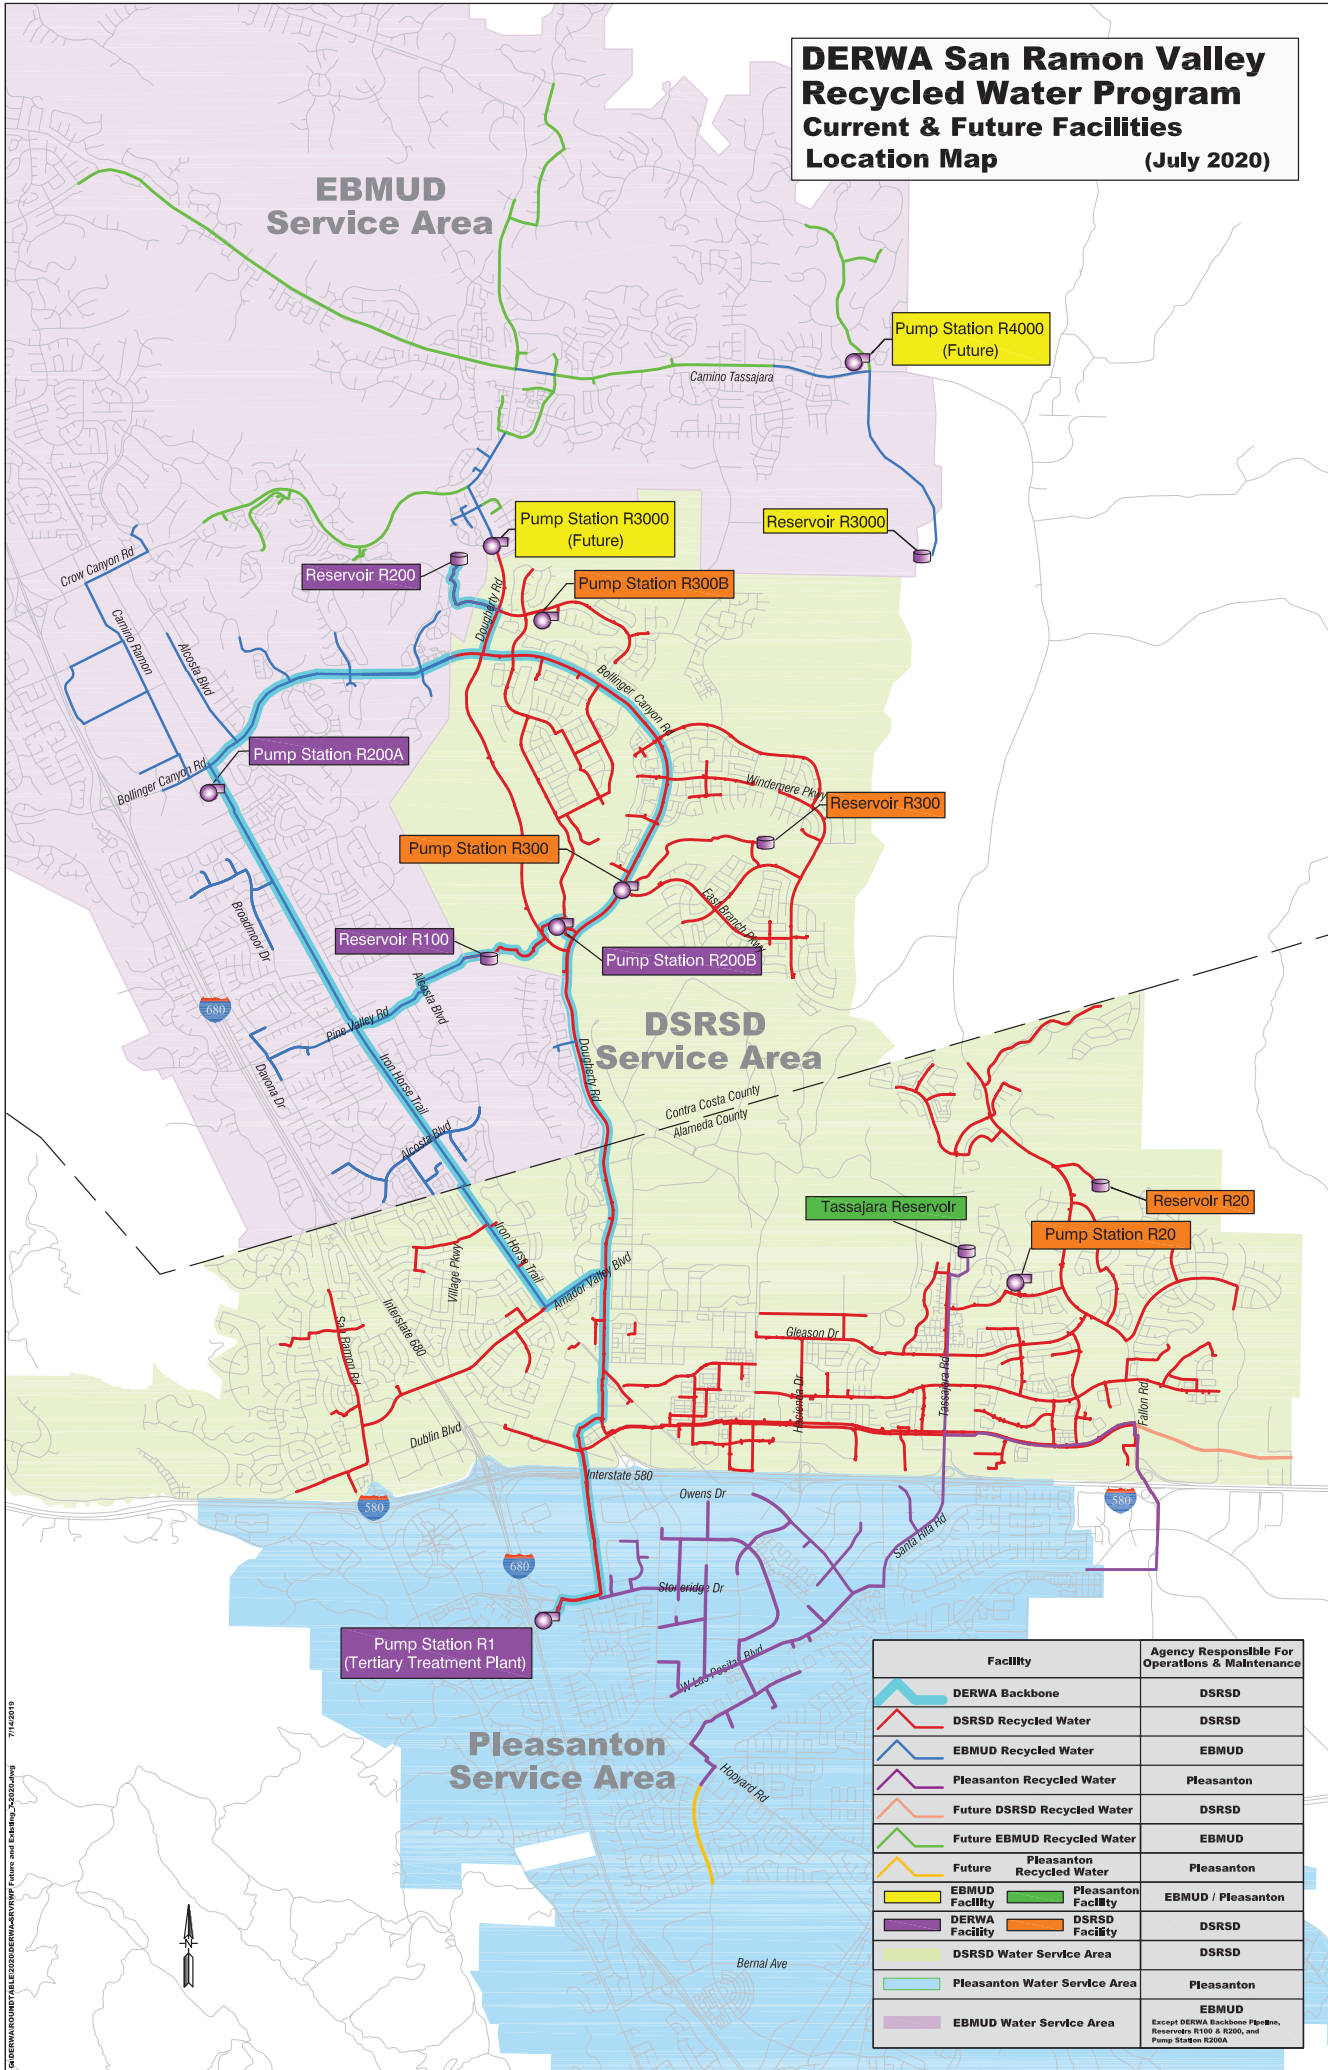 DERWA San Ramon Valley
Recycled Water Program
Current & Future Facilities
Location Map (July 2020)
EBMUD
Service Area
Pump Station R4000
(Future)
Camino Tassajara
Pump Station R3000
(Future)
Reservoir R3000
Crow Canyon Rd
Reservoir R200
Pump Station R300B
Dougherty Rd
Camino Ramon
Alcosta Blvd
Bollinger Canyon Rd
Pump Station R200A
Bollinger Canyon Rd
Windemere Pkwy
Reservoir R300
Pump Station R300
East Branch Pkwy
Broadmoor Dr
Reservoir R100
Pump Station R200B
Alcosta Blvd
680
Pine Valley Rd
DSRSD
Service Area
Iron Horse Trail
Davona Dr
Dougherty Rd
Contra Costa County
Alameda County
Alcosta Blvd
Reservoir R20
Tassajara Reservoir
Pump Station R20
Village Pkwy
Iron Horse Trail
Amador Valley Blvd
Interstate 680
San Ramon Rd
Gleason Dr
Hacienda Dr
Tassajara Rd
Fallon Rd
Dublin Blvd
Interstate 580
580
Owens Dr
580
Santa Rita Rd
680
Stoneridge Dr
Pump Station R1
(Tertiary Treatment Plant)
W Las Positas Blvd
Pleasanton
Service Area
Hopyard Rd
Bernal Ave
N
Facility Agency Responsible For
Operations & Maintenance
DERWA Backbone DSRSD
DSRSD Recycled Water DSRSD
EBMUD Recycled Water EBMUD
Pleasanton Recycled Water Pleasanton
Future DSRSD Recycled Water DSRSD
Future EBMUD Recycled Water EBMUD
Future Pleasanton
Recycled Water Pleasanton
EBMUD Facility Pleasanton Facility EBMUD / Pleasanton
DERWA Facility DSRSD Facility DSRSD
DSRSD Water Service Area DSRSD
Pleasanton Water Service Area Pleasanton
EBMUD Water Service Area EBMUD
Except DERWA Backbone Pipeline,
Reservoirs R100 & R200, and
Pump Station R200A
7/14/2019